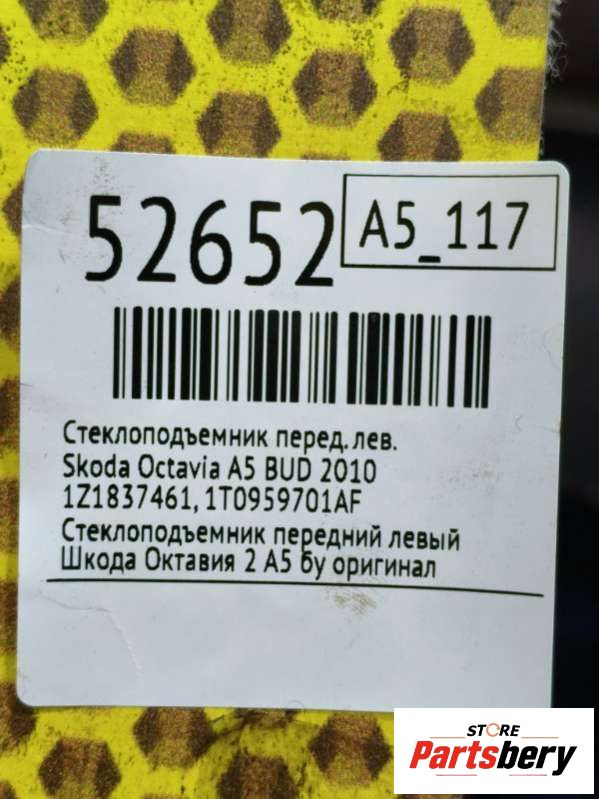 52652
A5_117
Стеклоподъемник перед. лев.
Skoda Octavia A5 BUD 2010
1Z1837461, 1T0959701AF
Стеклоподъемник передний левый
Шкода Октавия 2 А5 бу оригинал
STORE
Partsbery